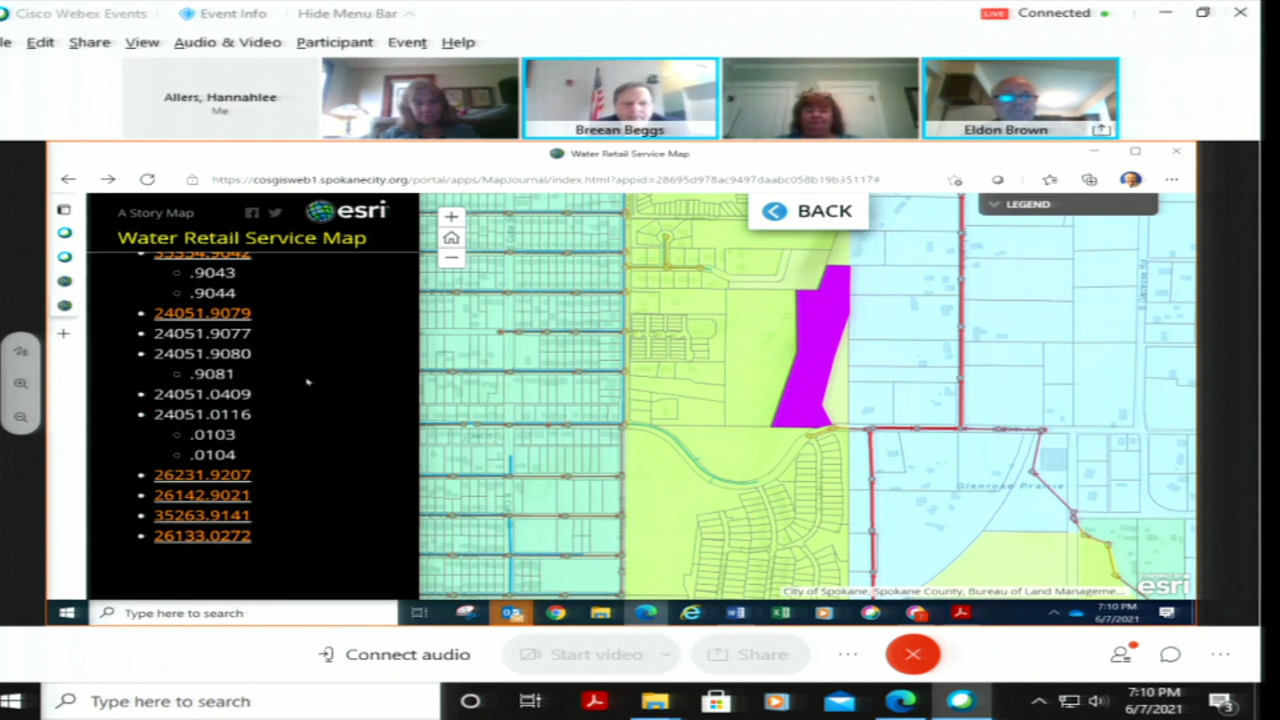 Cisco Webex Events
Event Info
Hide Menu Bar
LIVE
Connected
le Edit Share View Audio & Video Participant Event Help
Allers, Hannahlee
Me
Breean Beggs
Eldon Brown
Water Retail Service Map
https://cosgisweb1.spokanecity.org/portal/apps/MapJournal/index.html?appid=28695d978ac9497daabc058b19b35117#
A Story Map
esri
Water Retail Service Map
BACK
LEGEND
.9043
.9044
24051.9079
24051.9077
24051.9080
.9081
24051.0409
24051.0116
.0103
.0104
26231.9207
26142.9021
35263.9141
26133.0272
Glenrose Prairie
esri
City of Spokane, Spokane County, Bureau of Land Manageme...
Type here to search
7:10 PM
6/7/2021
Connect audio
Start video
Share
Type here to search
7:10 PM
6/7/2021
3